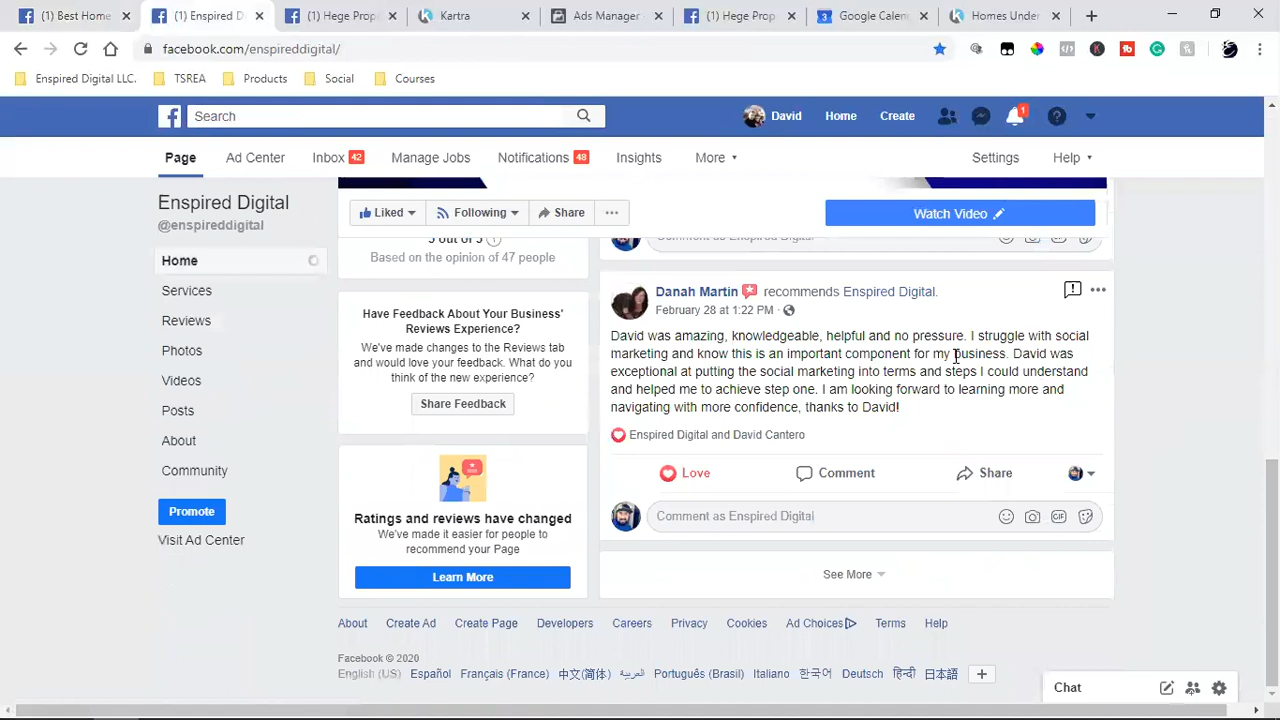 (1) Best Home
(1) Enspired D
(1) Hege Prop
Kartra
Ads Manager
(1) Hege Prop
Google Calen
Homes Under
facebook.com/enspireddigital/
Enspired Digital LLC.
TSREA
Products
Social
Courses
Search
David
Home
Create
1
Page
Ad Center
Inbox 42
Manage Jobs
Notifications 48
Insights
More
Settings
Help
Enspired Digital
@enspireddigital
Home
Services
Reviews
Photos
Videos
Posts
About
Community
Promote
Visit Ad Center
Liked
Following
Share
Watch Video
5 out of 5
Based on the opinion of 47 people
Have Feedback About Your Business'
Reviews Experience?
We've made changes to the Reviews tab
and would love your feedback. What do you
think of the new experience?
Share Feedback
Ratings and reviews have changed
We've made it easier for people to
recommend your Page
Learn More
Comment as Enspired Digital
Danah Martin recommends Enspired Digital.
February 28 at 1:22 PM
David was amazing, knowledgeable, helpful and no pressure. I struggle with social
marketing and know this is an important component for my business. David was
exceptional at putting the social marketing into terms and steps I could understand
and helped me to achieve step one. I am looking forward to learning more and
navigating with more confidence, thanks to David!
Enspired Digital and David Cantero
Love
Comment
Share
Comment as Enspired Digital
GIF
See More
About
Create Ad
Create Page
Developers
Careers
Privacy
Cookies
Ad Choices
Terms
Help
Facebook © 2020
English (US)
Español
Français (France)
中文(简体)
العربية
Português (Brasil)
Italiano
한국어
Deutsch
हिन्दी
日本語
Chat